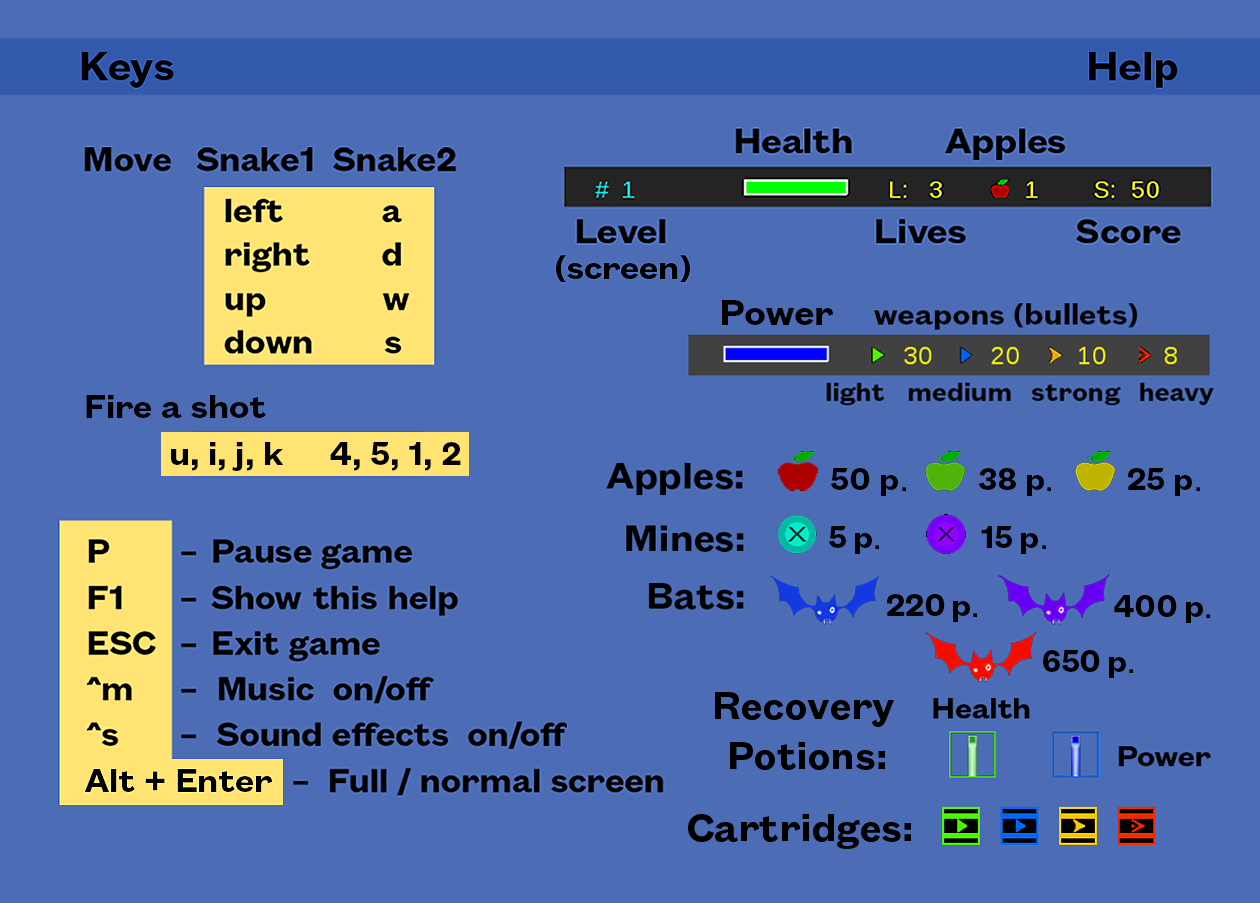 Keys
Help
Move Snake1 Snake2
left a
right d
up w
down s
Fire a shot
u, i, j, k 4, 5, 1, 2
P – Pause game
F1 – Show this help
ESC – Exit game
^m – Music on/off
^s – Sound effects on/off
Alt + Enter – Full / normal screen
Health Apples
# 1 L: 3 1 S: 50
Level Lives Score
(screen)
Power weapons (bullets)
30 20 10 8
light medium strong heavy
Apples: 50 p. 38 p. 25 p.
Mines: 5 p. 15 p.
Bats: 220 p. 400 p.
650 p.
Recovery Health
Potions: Power
Cartridges: